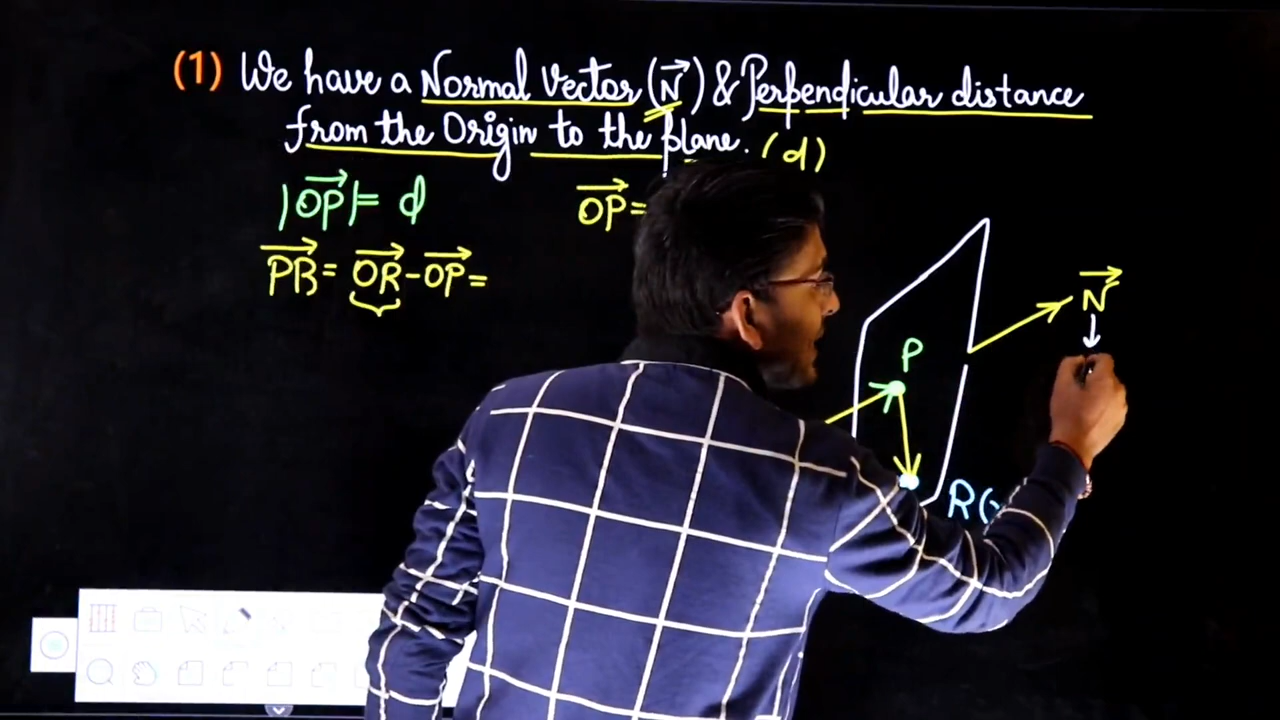 (1) We have a Normal Vector (N⃗) & Perpendicular distance
from the Origin to the plane. (d)
|OP⃗| = d
OP⃗ =
PR⃗ = OR⃗ - OP⃗ =
N⃗
P
R(